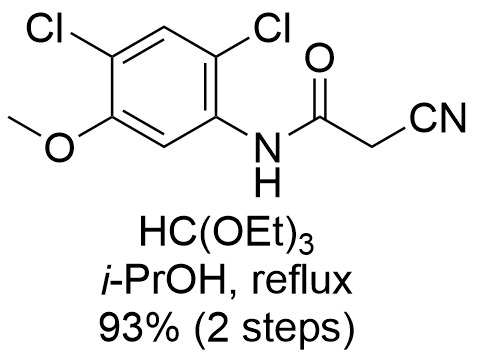 Cl
Cl
O
O
N
H
CN
HC(OEt)3
i-PrOH, reflux
93% (2 steps)